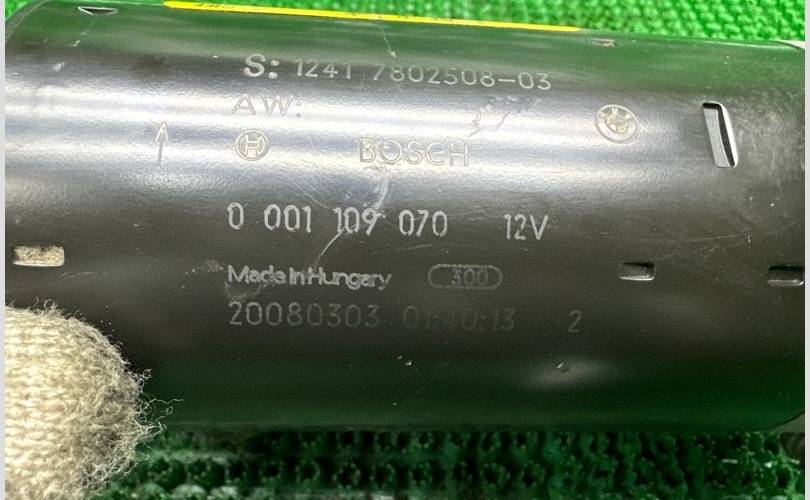 S: 1241 7802508-03
AW:
BOSCH
0 001 109 070 12V
Made in Hungary 300
20080303 01:40:13 2